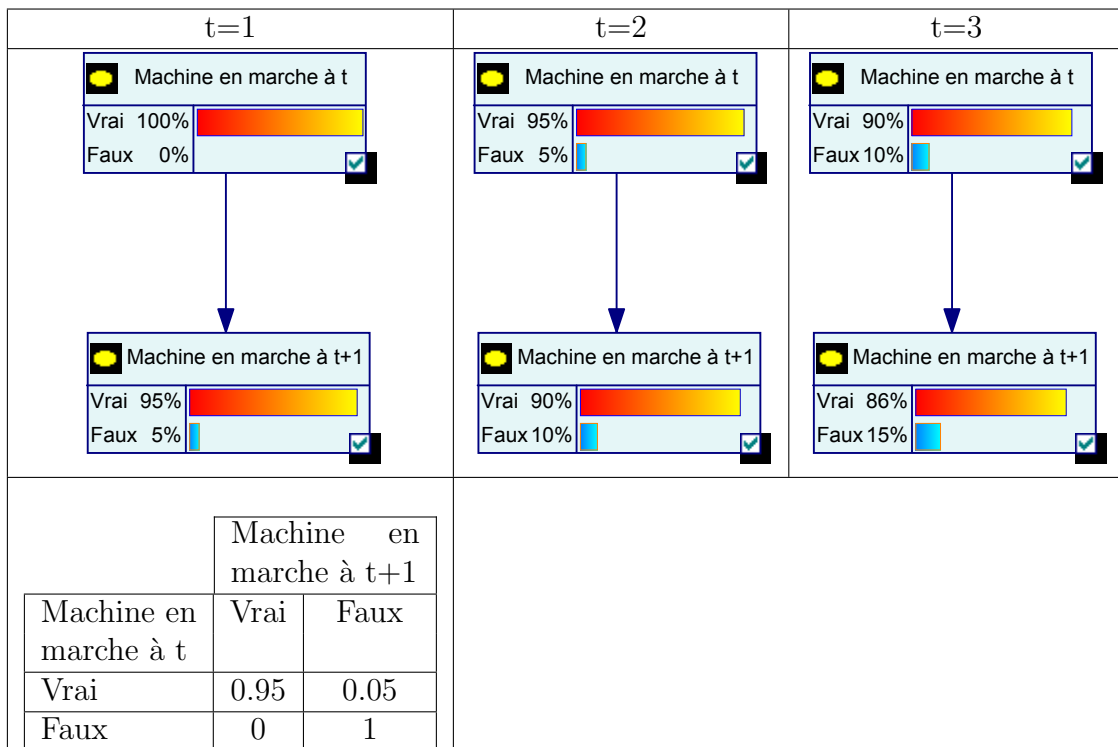 t=1 t=2 t=3
Machine en marche à t
Vrai 100%
Faux 0%
Machine en marche à t
Vrai 95%
Faux 5%
Machine en marche à t
Vrai 90%
Faux 10%
Machine en marche à t+1
Vrai 95%
Faux 5%
Machine en marche à t+1
Vrai 90%
Faux 10%
Machine en marche à t+1
Vrai 86%
Faux 15%
Machine en
marche à t+1
Machine en Vrai Faux
marche à t
Vrai 0.95 0.05
Faux 0 1